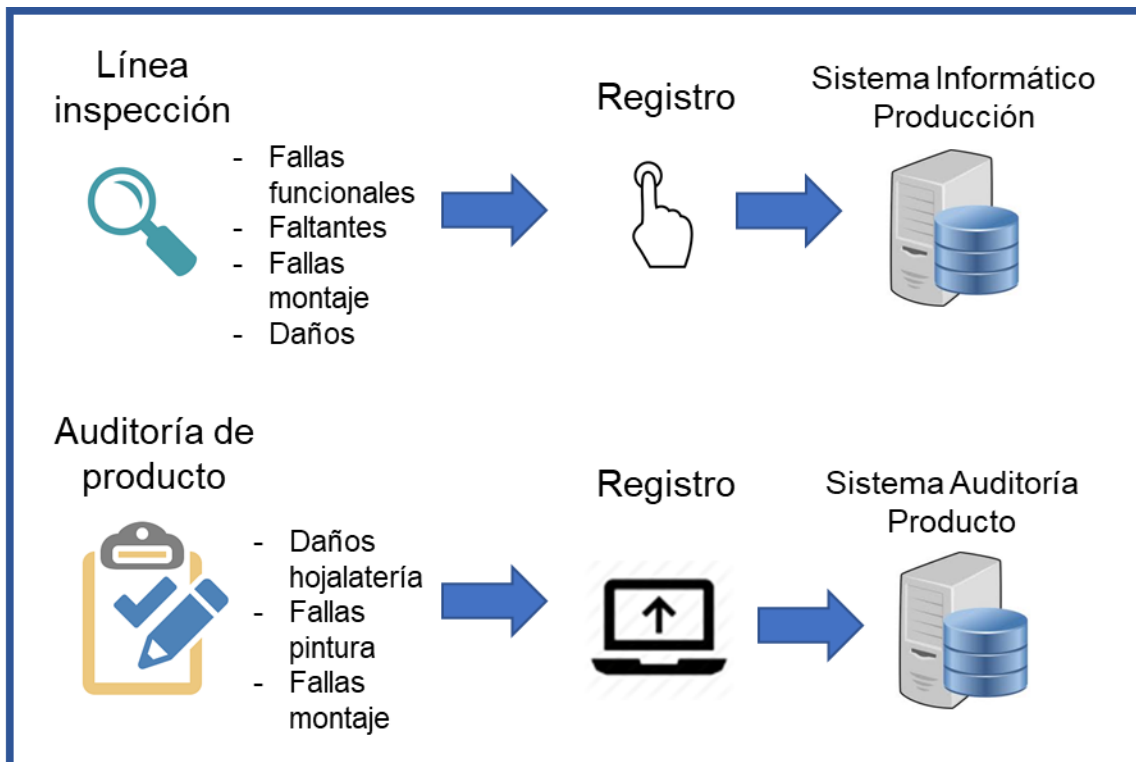 Línea
inspección
- Fallas
funcionales
- Faltantes
- Fallas
montaje
- Daños
Registro
Sistema Informático
Producción
Auditoría de
producto
- Daños
hojalatería
- Fallas
pintura
- Fallas
montaje
Registro
Sistema Auditoría
Producto